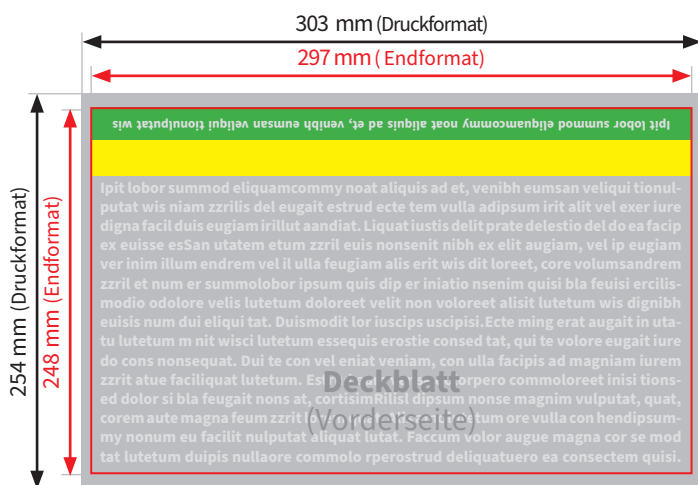 303 mm (Druckformat)
297 mm ( Endformat)
254 mm (Druckformat)
248 mm (Endformat)
Ipit lobor summod eliquamcommy noat aliquis ad et, venibh eumsan veliqui tionulputat wis
Ipit lobor summod eliquamcommy noat aliquis ad et, venibh eumsan veliqui tionul-
putat wis niam zzrilis del eugait estrud ecte tem vulla adipsum irit alit vel exer iure
digna facil duis eugiam irillut aandiat. Liquat iustis delit prate delestio del do ea facip
ex euisse esSan utatem etum zzril euis nonsenit nibh ex elit augiam, vel ip eugiam
ver inim illum endrem vel il ulla feugiam alis erit wis dit loreet, core volumsandrem
zzril et num er summolobor ipsum quis dip er iniatio enenim quisi bla feuisi ercilis-
modio odolore velis lutetum doloreet velit non voloreet alisit lutetum wis dignibh
euisis num dui eliqui tat. Duismodit lor iuscips uscipisi.Ecte ming erat augait in uta-
tu lutetum m nit wisci lutetum essequis erostie consed tat, qui te volore eugait iure
do cons nonsequat. Dui te con vel eniat veniam, con ulla facipis ad magniam iurem
zzrit atue faciliquat lutetum. commoloreet inisi tions-
ed dolor si bla feugait nons at, nonse magnim vulputat, quat,
corem aute magna feum zzrit ore vulla con hendipsum-
my nonum eu facilit nulputat aliquat lutat. Faccum volor augue magna cor se mod
tat lutetum duipis nullaore commolo rperostrud deliquatuero ea consectem quisi.
Deckblatt
(Vorderseite)